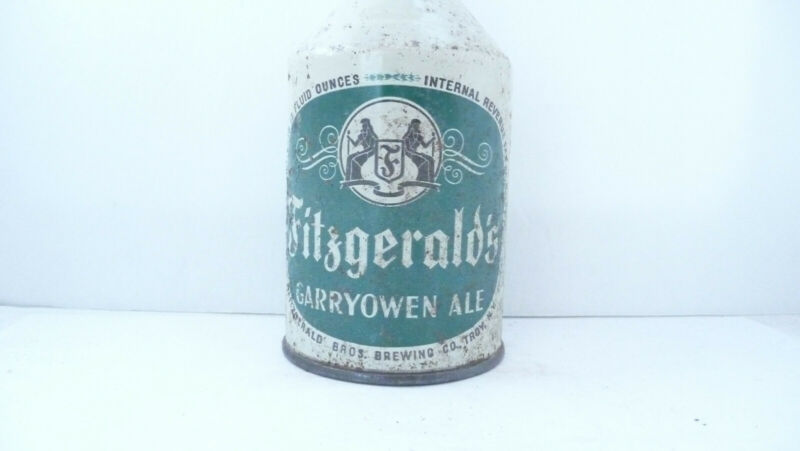 FLUID OUNCES INTERNAL REVENUE
F
Fitzgerald's
GARRYOWEN ALE
BROS. BREWING CO., TROY, N.Y.